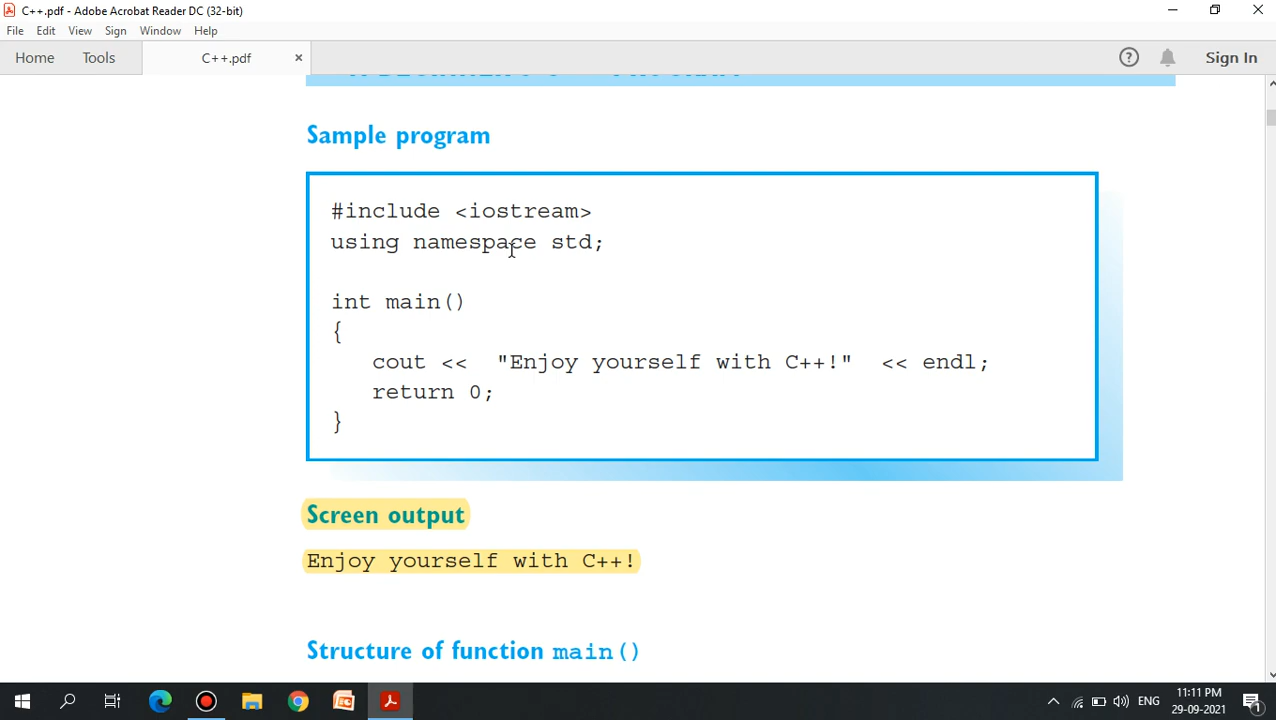 C++.pdf - Adobe Acrobat Reader DC (32-bit)
File Edit View Sign Window Help
Home Tools C++.pdf × Sign In
Sample program
#include <iostream>
using namespace std;
int main()
{
cout << "Enjoy yourself with C++!" << endl;
return 0;
}
Screen output
Enjoy yourself with C++!
Structure of function main()
ENG
11:11 PM
29-09-2021
1